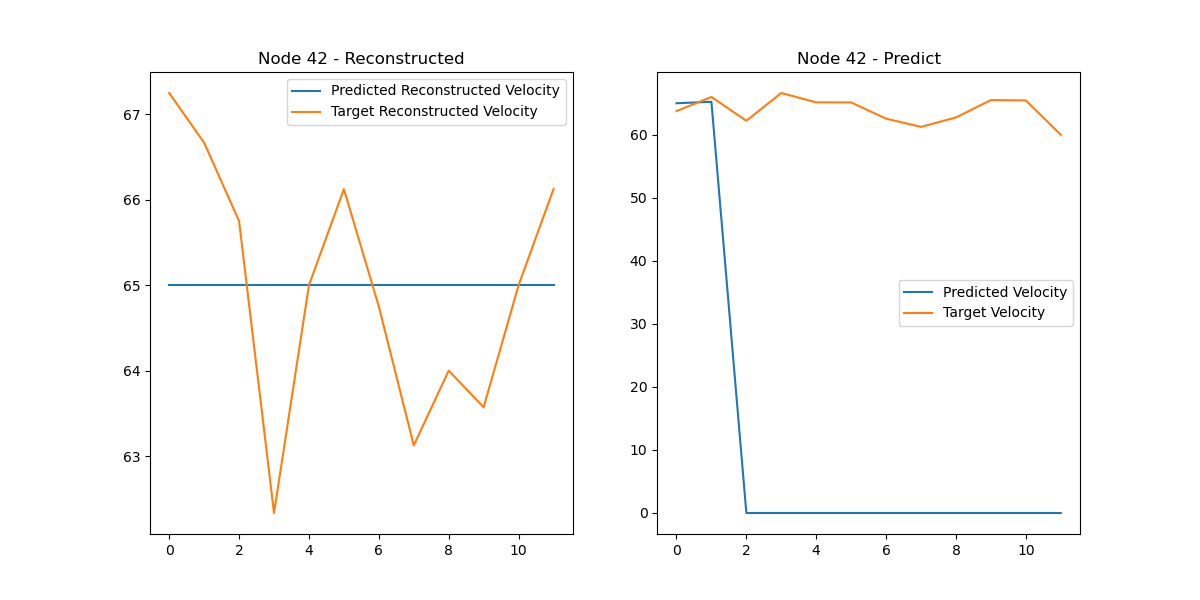 Node 42 - Reconstructed
Predicted Reconstructed Velocity
Target Reconstructed Velocity
67
66
65
64
63
0 2 4 6 8 10
Node 42 - Predict
Predicted Velocity
Target Velocity
60
50
40
30
20
10
0
0 2 4 6 8 10